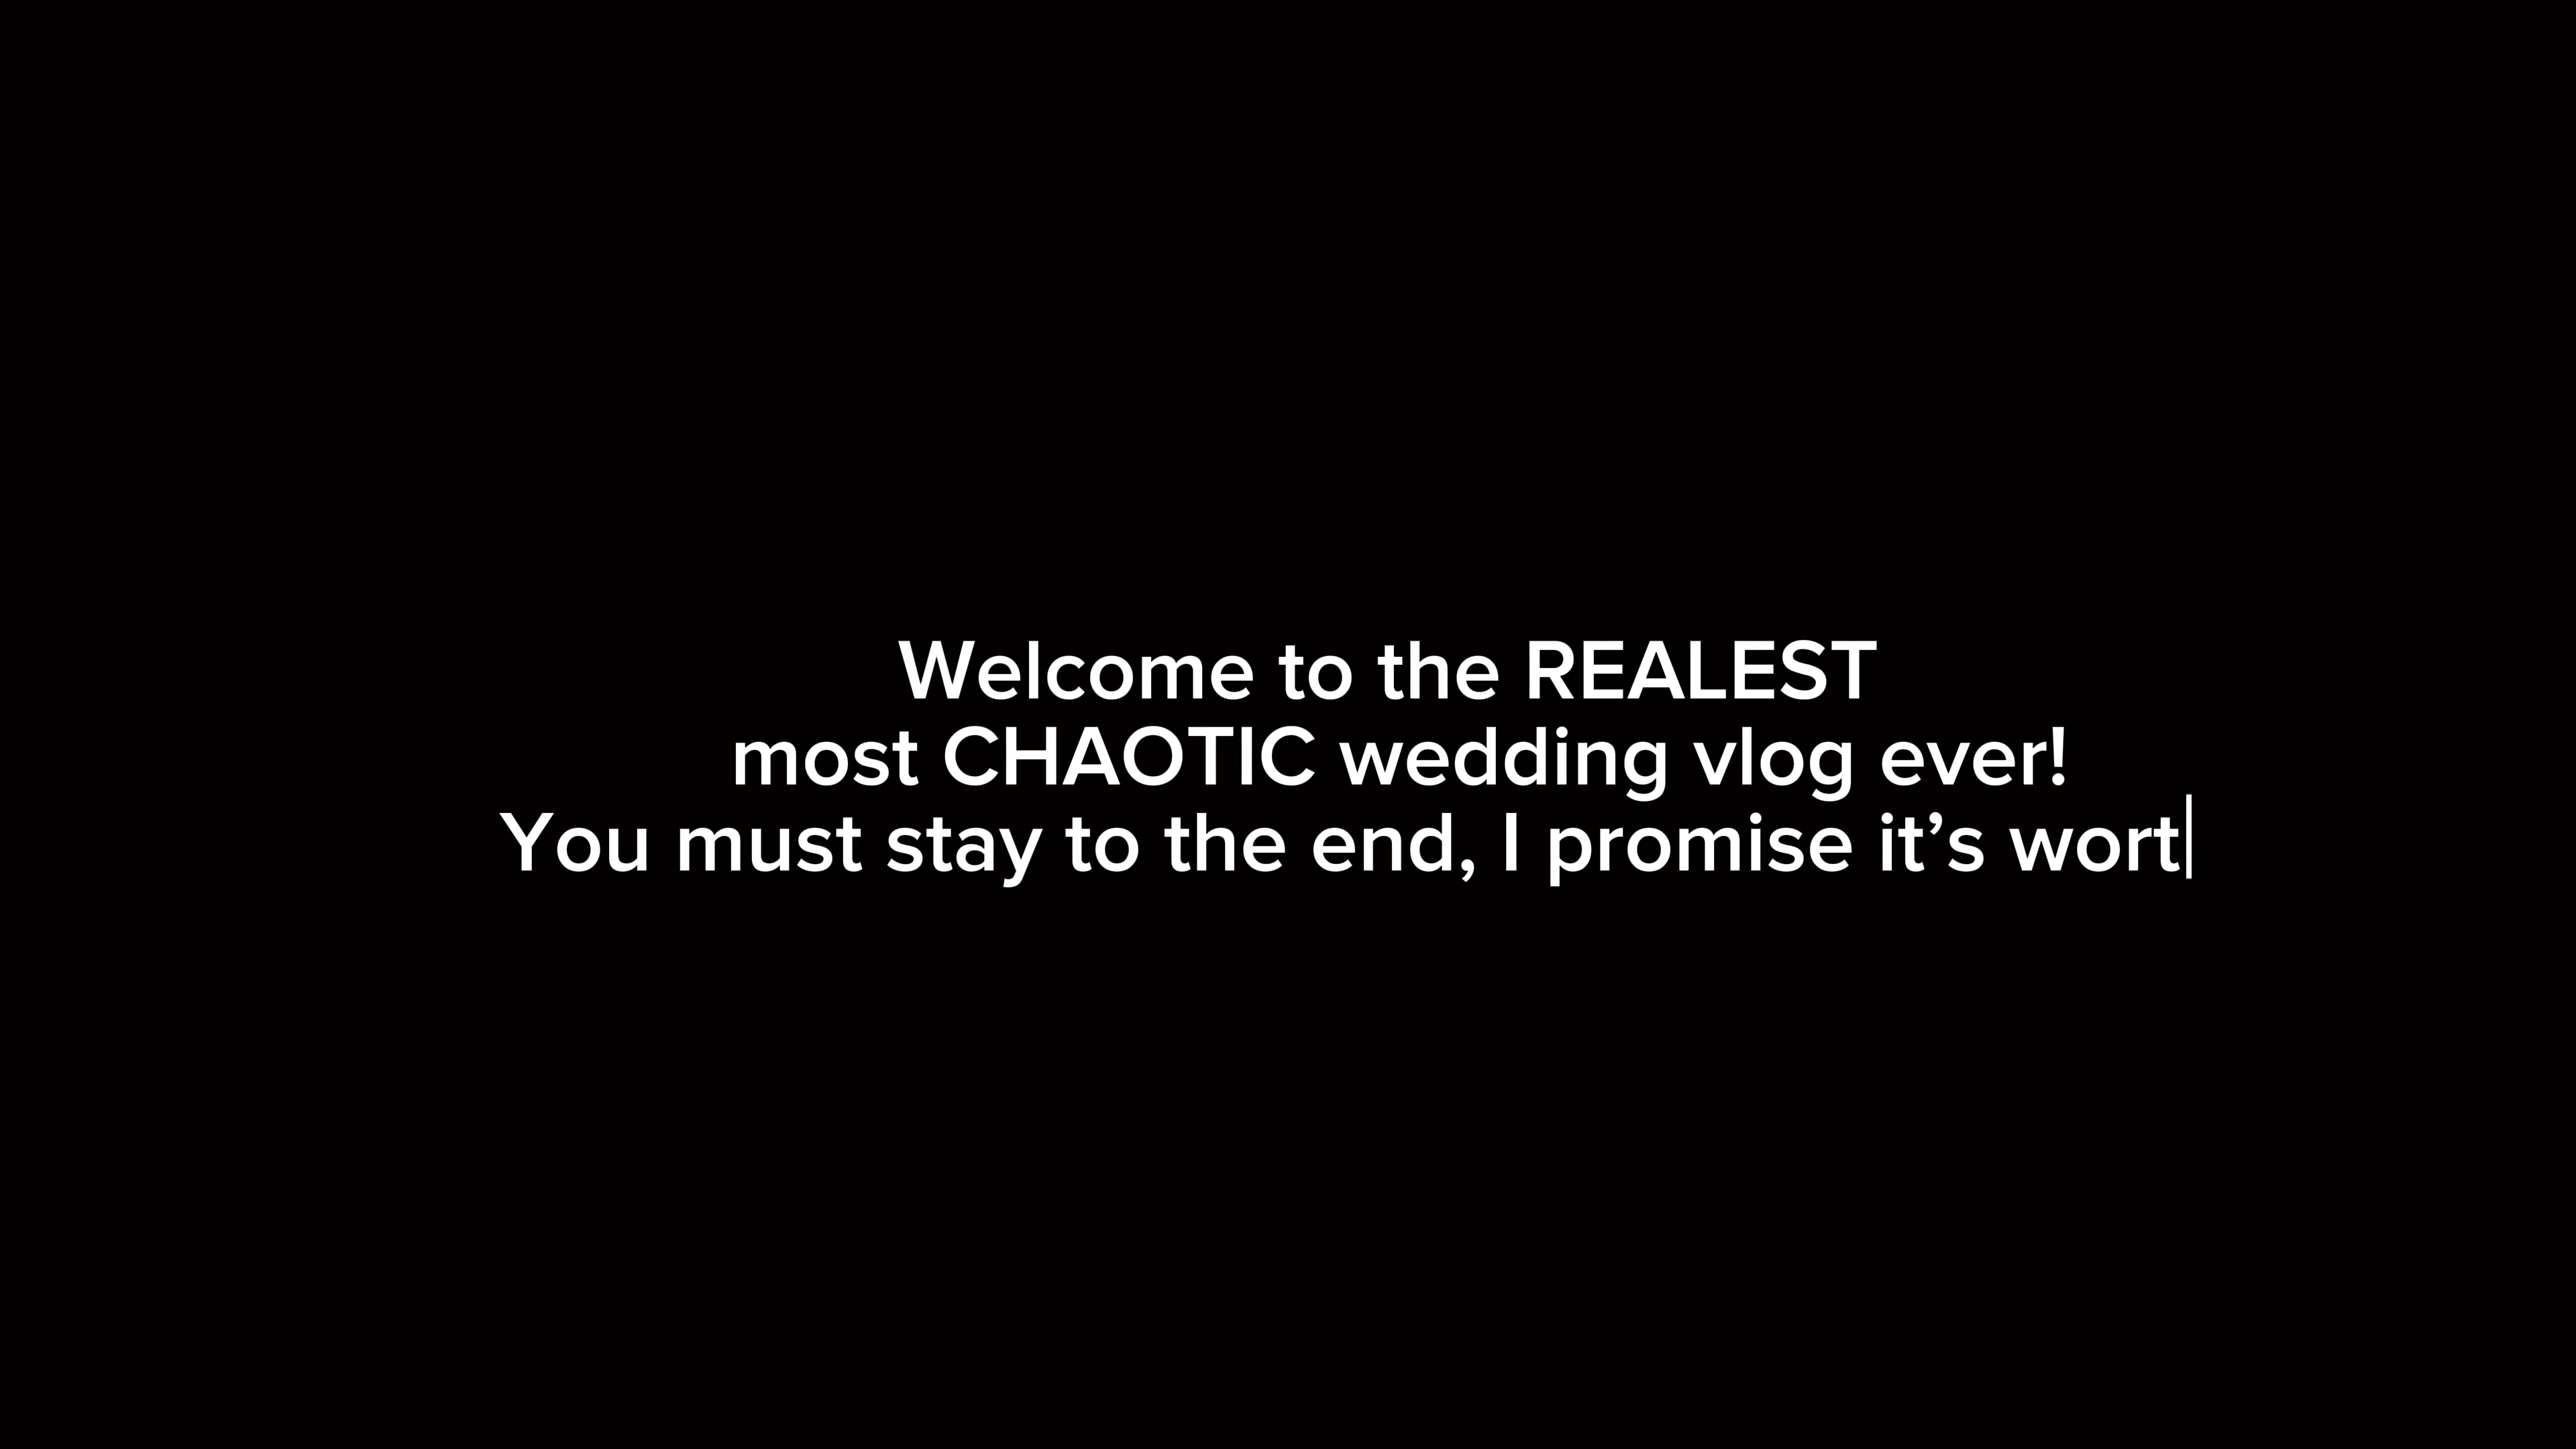 Welcome to the REALEST
most CHAOTIC wedding vlog ever!
You must stay to the end, I promise it’s wort